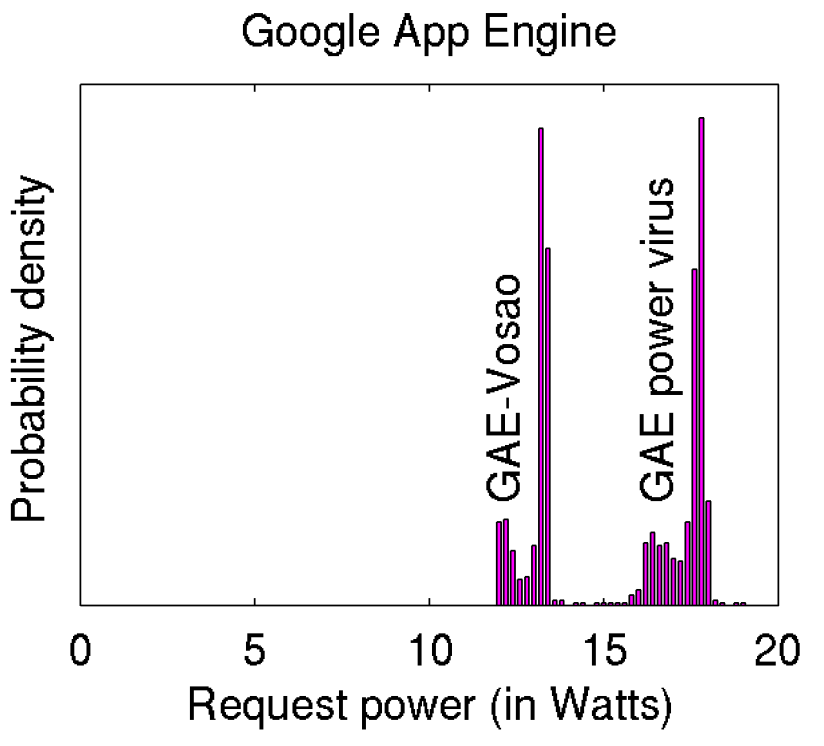 Google App Engine
Probability density
GAE-Vosao
GAE power virus
0 5 10 15 20
Request power (in Watts)